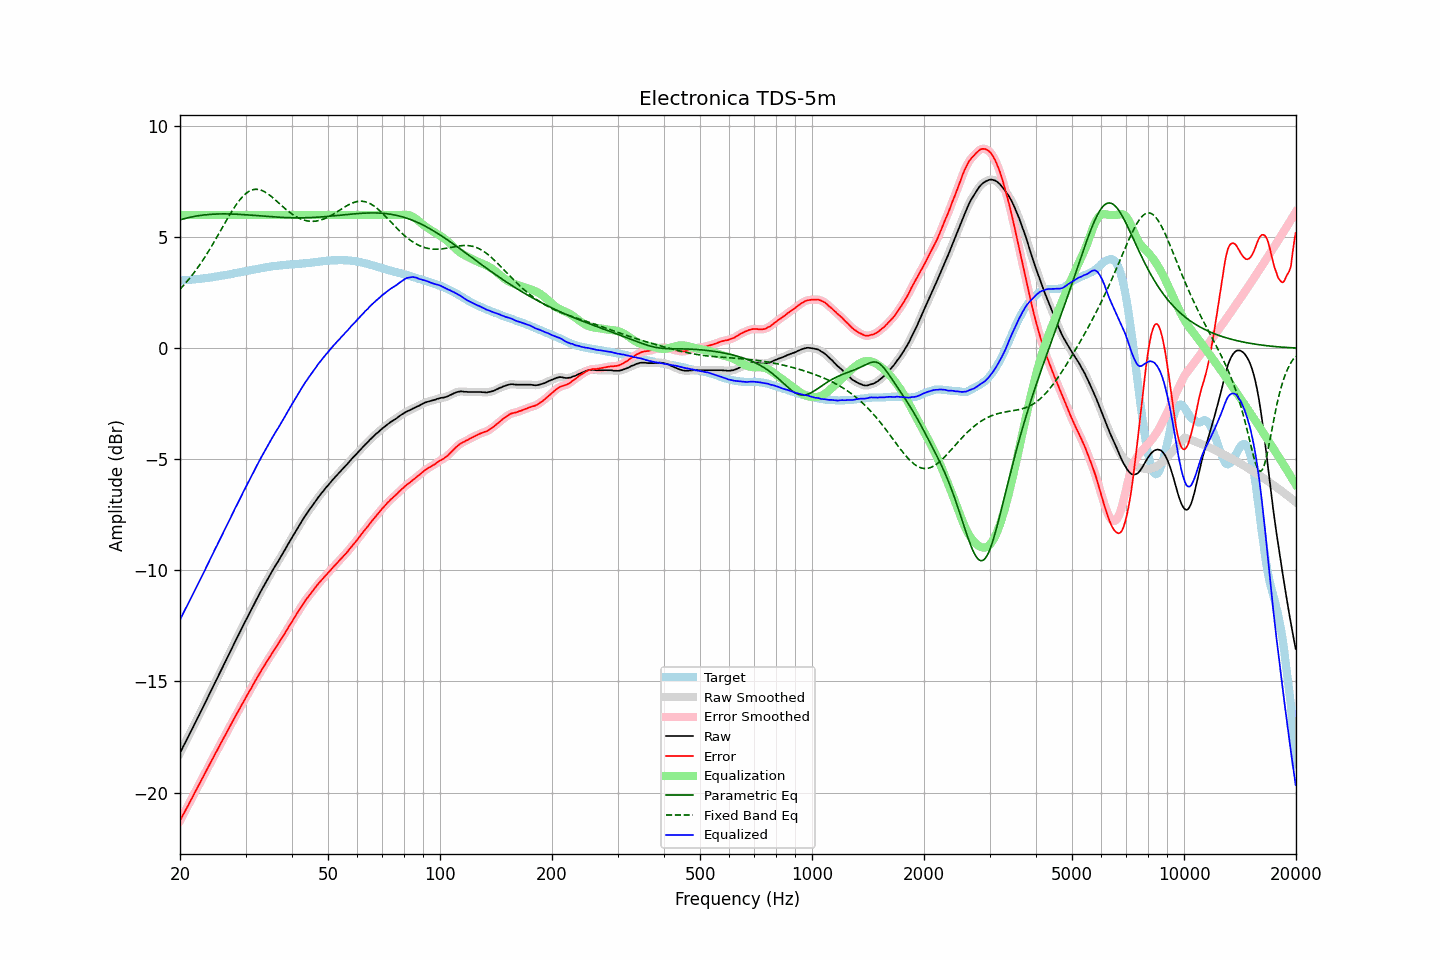 Electronica TDS-5m
Amplitude (dBr)
10
5
0
−5
−10
−15
−20
Target
Raw Smoothed
Error Smoothed
Raw
Error
Equalization
Parametric Eq
Fixed Band Eq
Equalized
20 50 100 200 500 1000 2000 5000 10000 20000
Frequency (Hz)